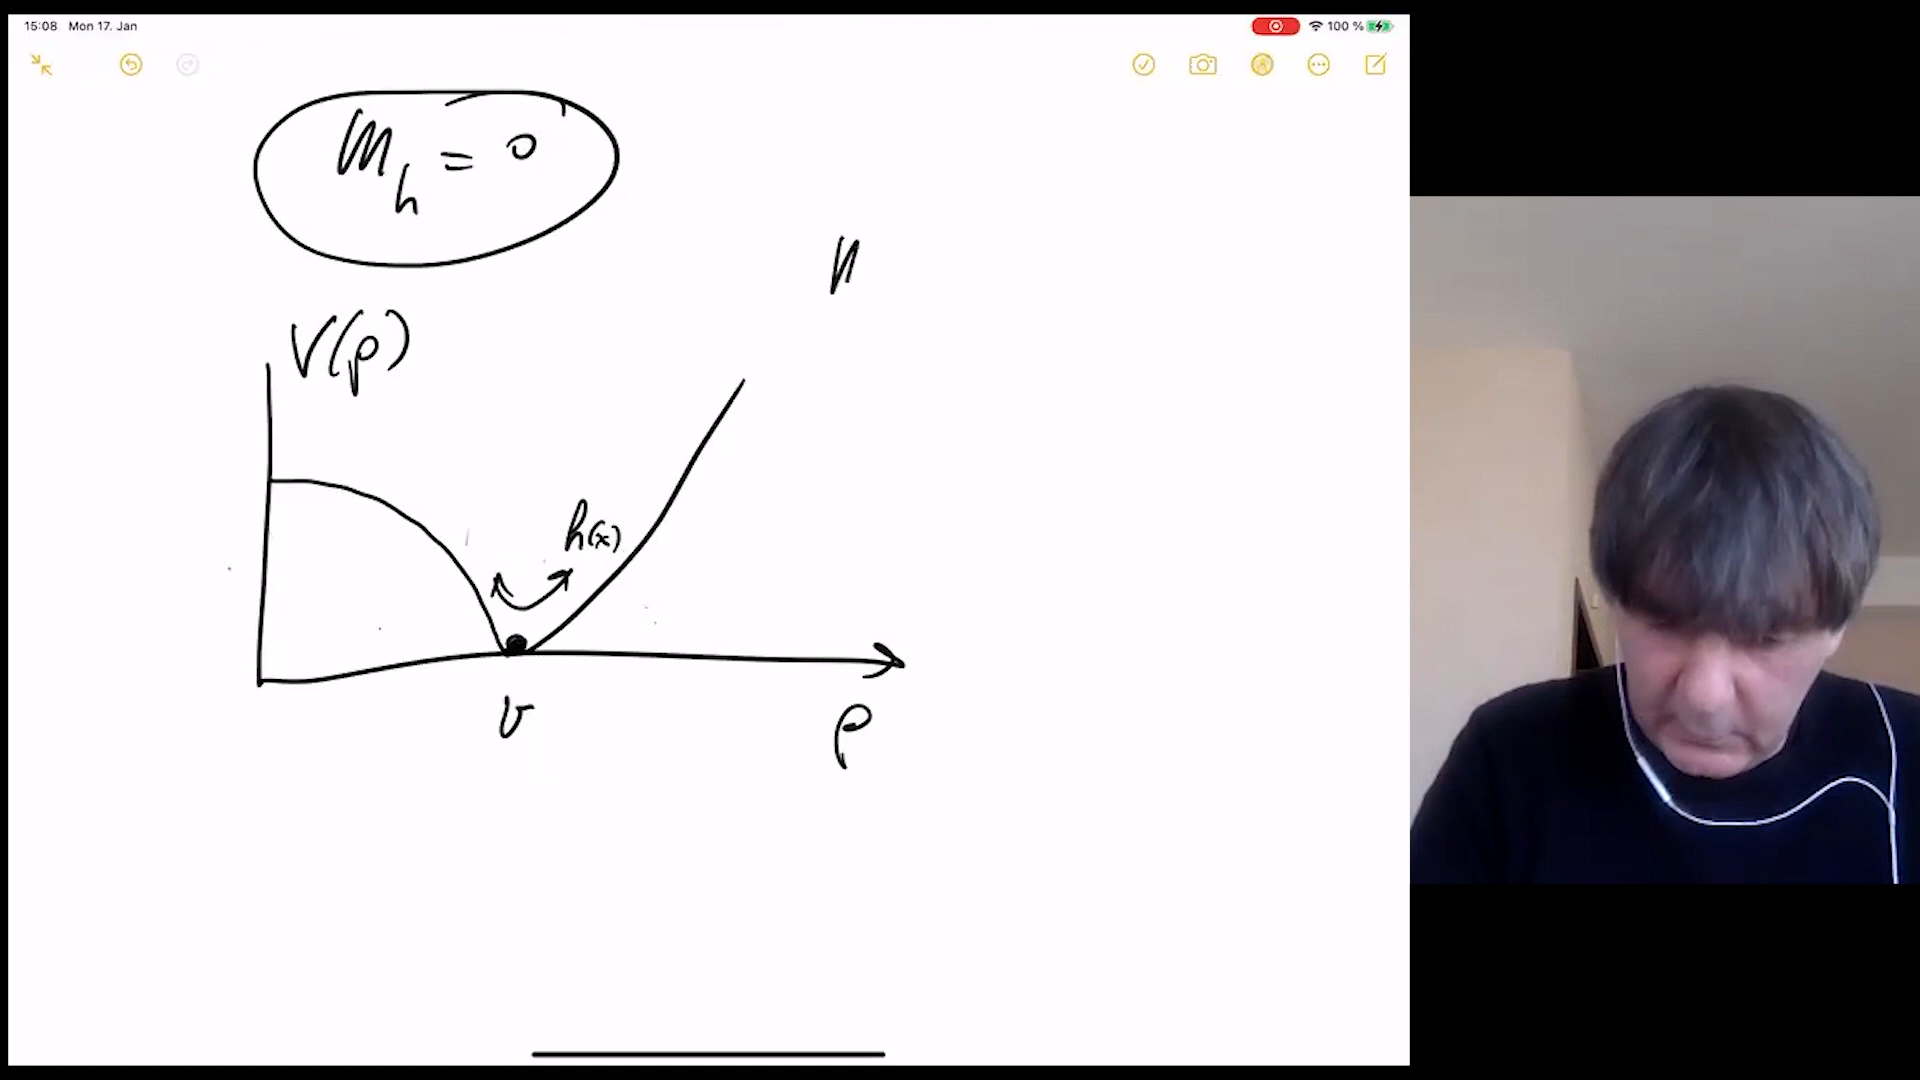 15:08 Mon 17. Jan
100 %
m_h = 0
V(ρ)
h(x)
v
ρ